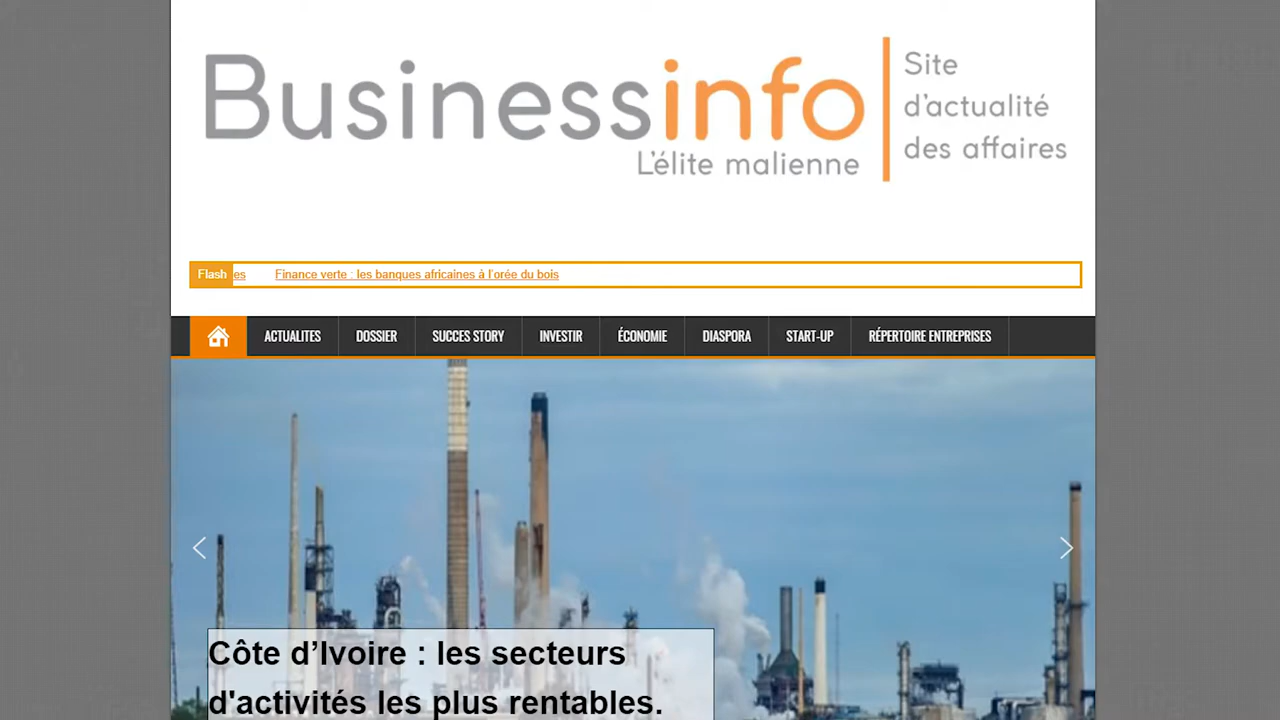 Businessinfo
L'élite malienne
Site
d'actualité
des affaires
Flash es Finance verte : les banques africaines à l'orée du bois
ACTUALITES DOSSIER SUCCES STORY INVESTIR ÉCONOMIE DIASPORA START-UP RÉPERTOIRE ENTREPRISES
Côte d’Ivoire : les secteurs
d'activités les plus rentables.